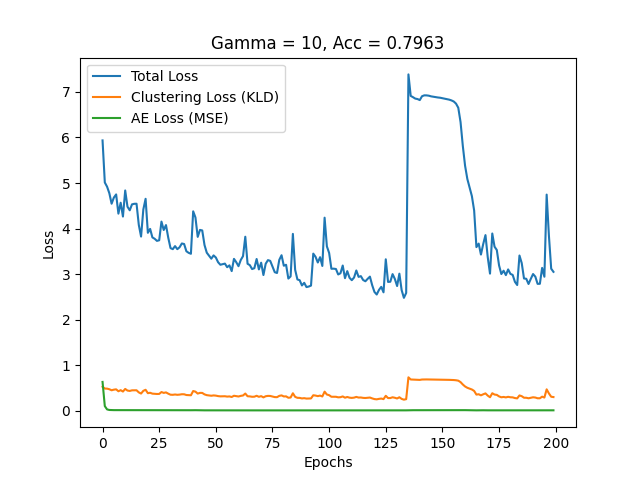 Gamma = 10, Acc = 0.7963
Total Loss
Clustering Loss (KLD)
AE Loss (MSE)
7
6
5
4
3
2
1
0
Loss
0 25 50 75 100 125 150 175 200
Epochs